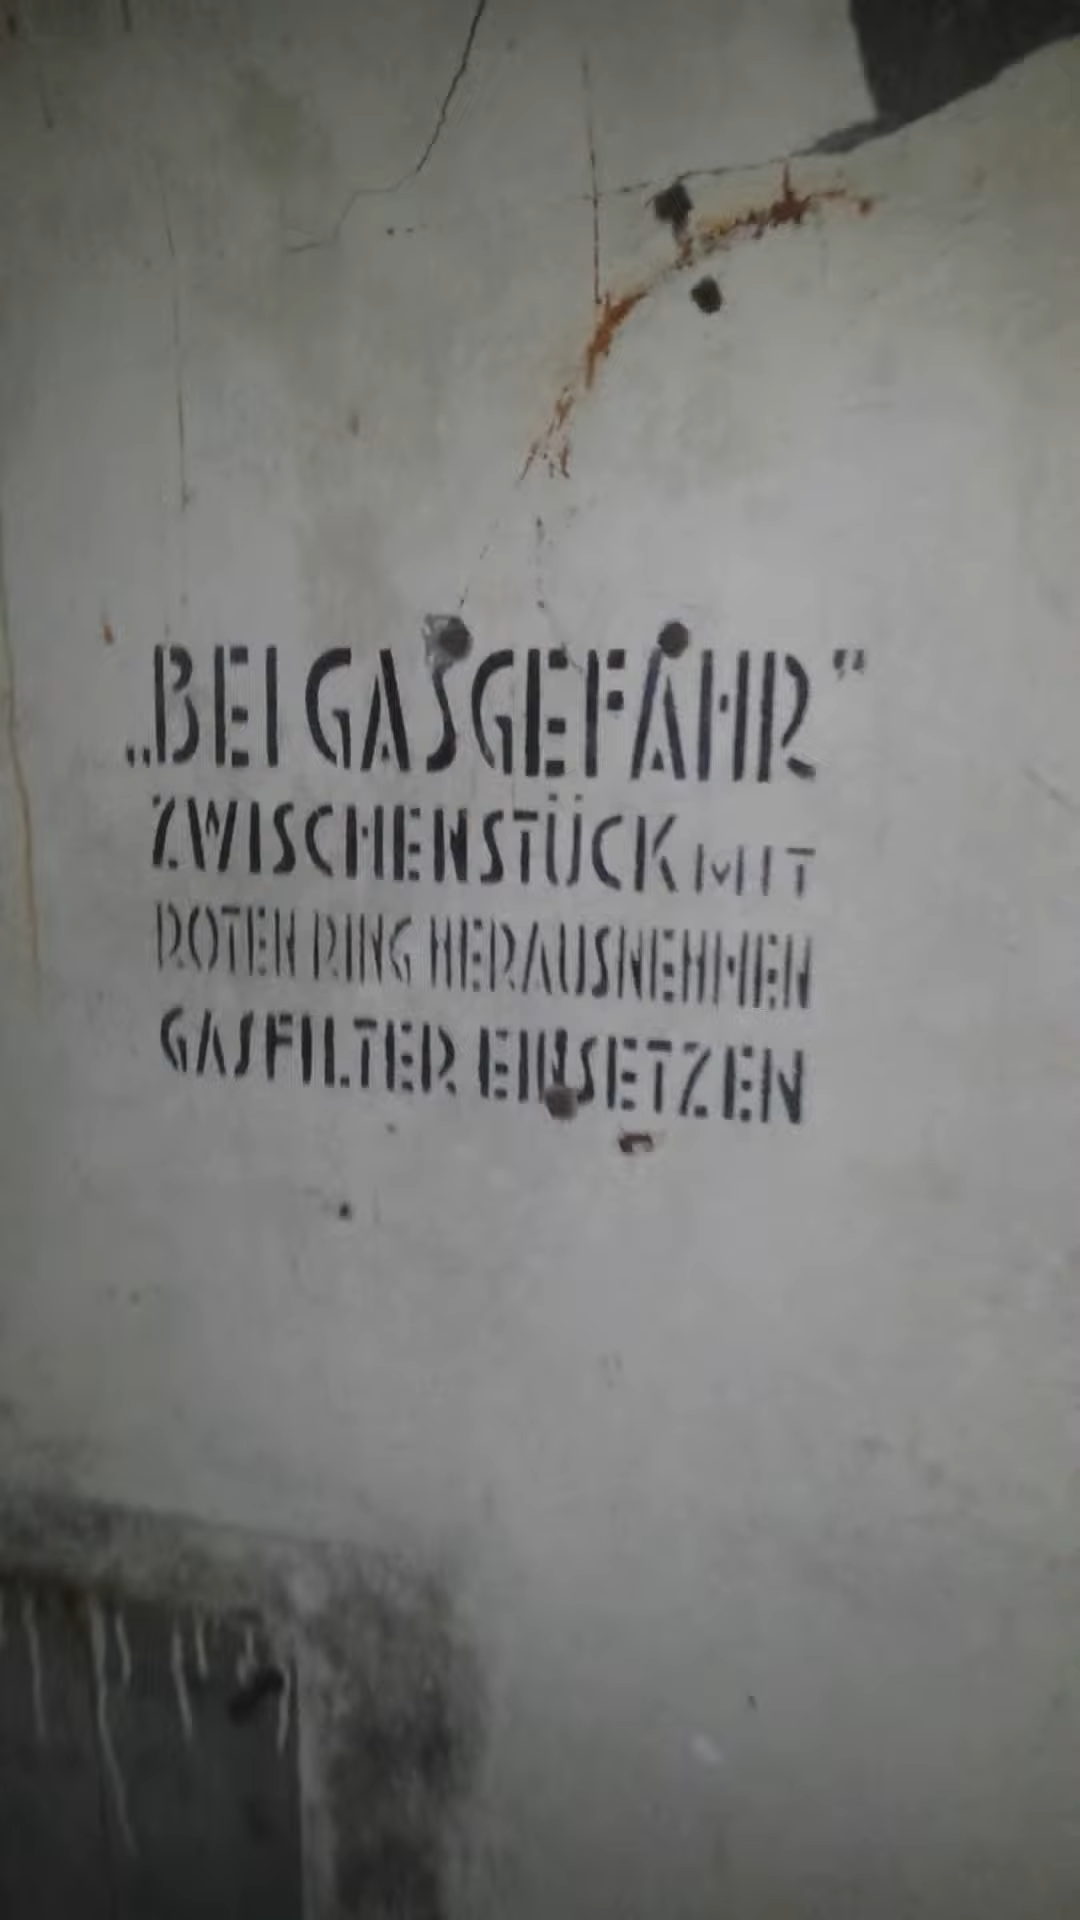 „BEI GASGEFAHR"
ZWISCHENSTÜCK MIT
ROTEN RING HERAUSNEHMEN
GASFILTER EINSETZEN